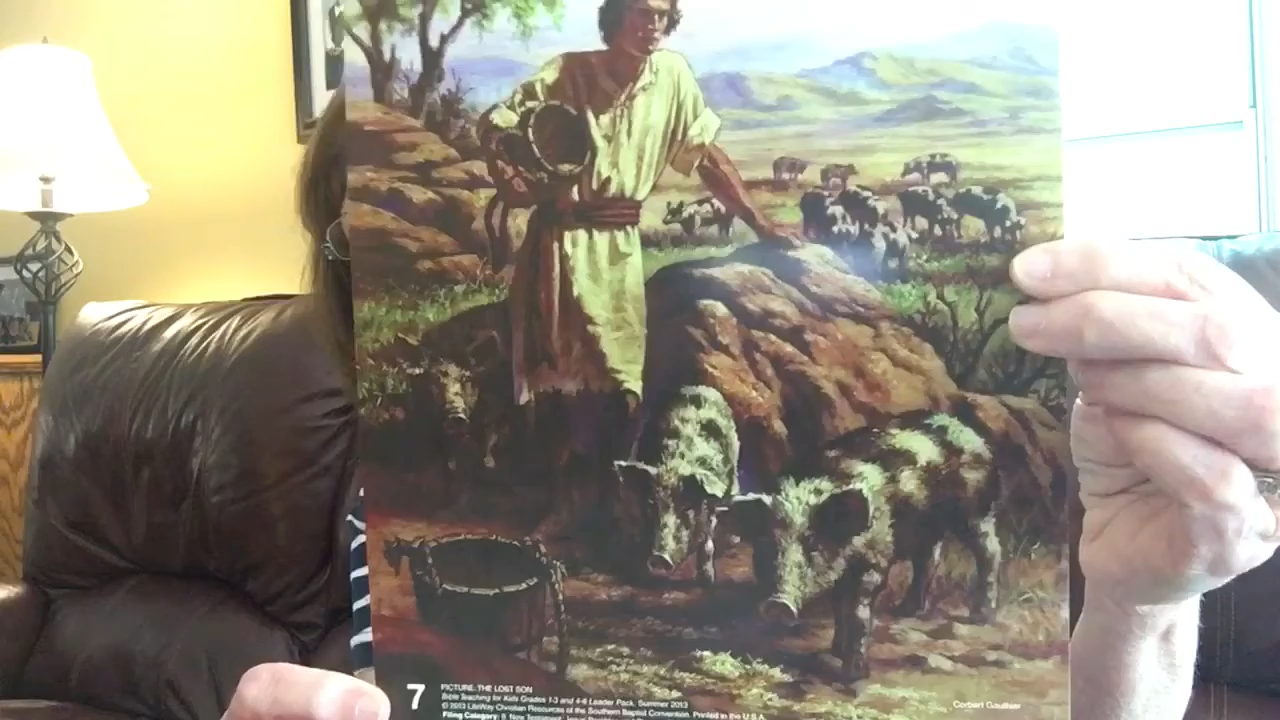 7
PICTURE: THE LOST SON
Bible Teaching for Kids Grades 1-3 and 4-6 Leader Pack, Summer 2013
© 2013 LifeWay Christian Resources of the Southern Baptist Convention. Printed in the U.S.A.
Filing Category: B. New Testament, Jesus
Corbert Gauthier